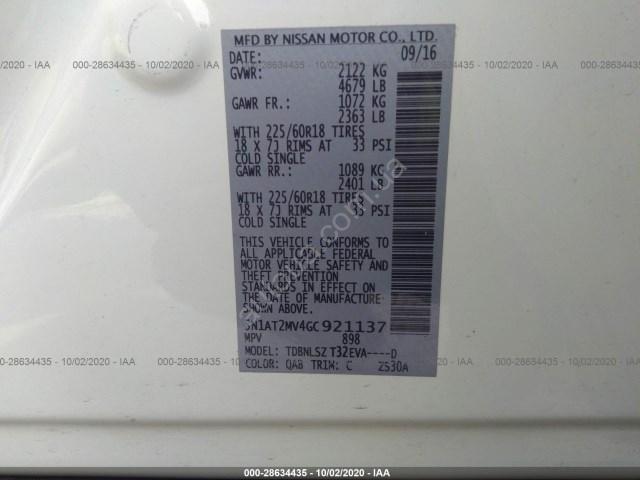 MFD BY NISSAN MOTOR CO., LTD.
DATE: 09/16
GVWR: 2122 KG
4679 LB
GAWR FR.: 1072 KG
2363 LB
WITH 225/60R18 TIRES
18 X 7J RIMS AT 33 PSI
COLD SINGLE
GAWR RR.: 1089 KG
2401 LB
WITH 225/60R18 TIRES
18 X 7J RIMS AT 33 PSI
COLD SINGLE
THIS VEHICLE CONFORMS TO
ALL APPLICABLE FEDERAL
MOTOR VEHICLE SAFETY AND
THEFT PREVENTION
STANDARDS IN EFFECT ON
THE DATE OF MANUFACTURE
SHOWN ABOVE.
5N1AT2MV4GC921137
MPV 898
MODEL: TDBNLSZ T32EVA----D
COLOR: QAB TRIM: C ZS30A
000-28634435 - 10/02/2020 - IAA